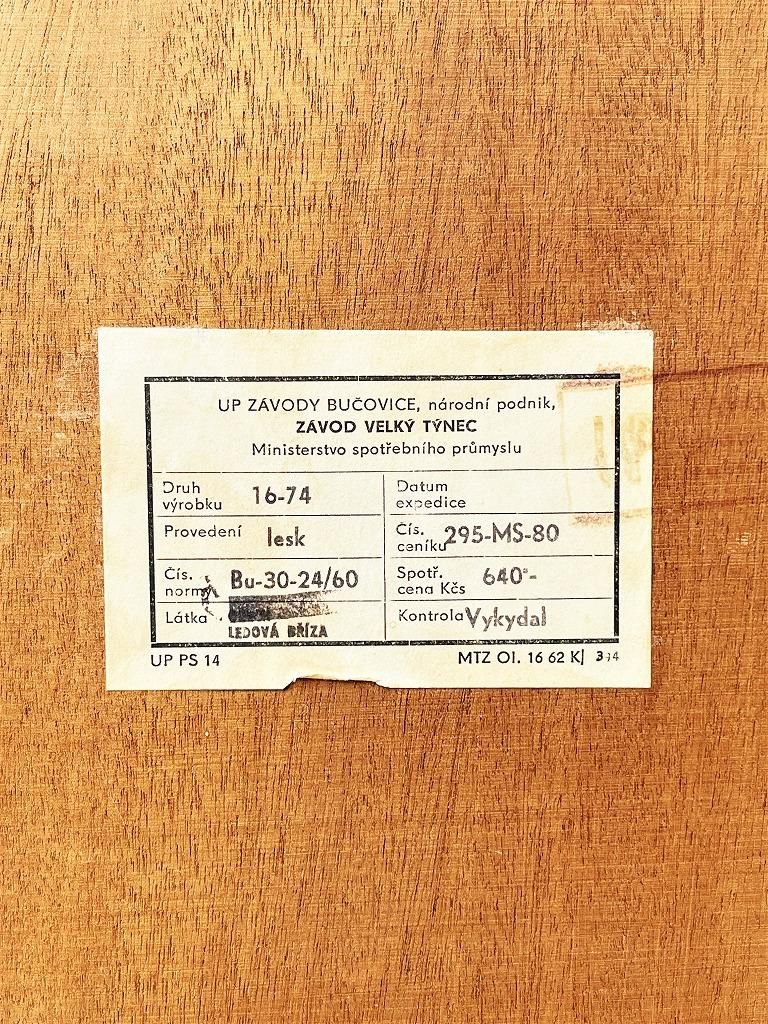 UP ZÁVODY BUČOVICE, národní podnik,
ZÁVOD VELKÝ TÝNEC
Ministerstvo spotřebního průmyslu
Druh výrobku 16-74
Datum expedice
Provedení lesk
Čís. ceníku 295-MS-80
Čís. normy Bu-30-24/60
Spotř. cena Kčs 640·-
Látka
LEDOVÁ BŘÍZA
Kontrola Vykydal
UP PS 14
MTZ Ol. 16 62 KJ